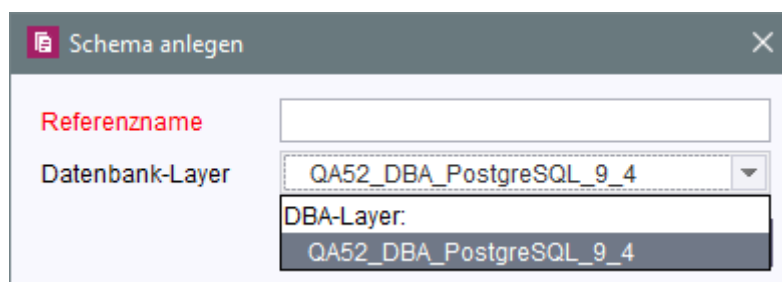 Schema anlegen
Referenzname
Datenbank-Layer QA52_DBA_PostgreSQL_9_4
DBA-Layer:
QA52_DBA_PostgreSQL_9_4